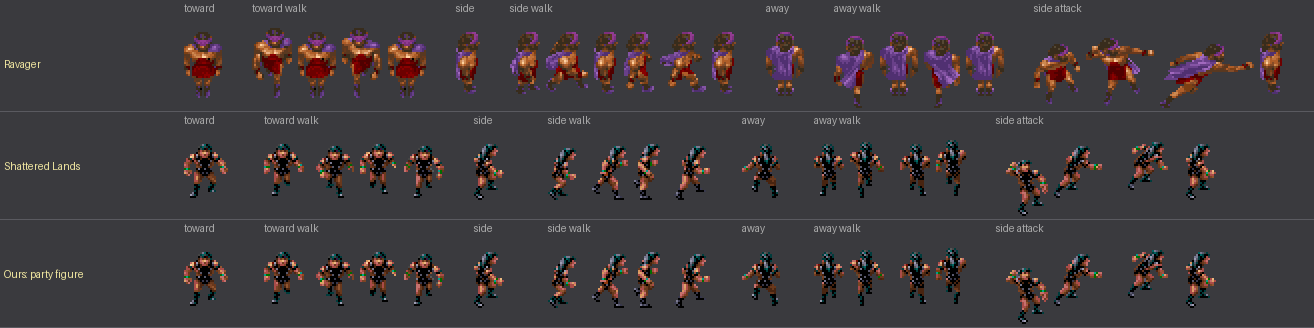 toward toward walk side side walk away away walk side attack
Ravager
toward toward walk side side walk away away walk side attack
Shattered Lands
toward toward walk side side walk away away walk side attack
Ours: party figure